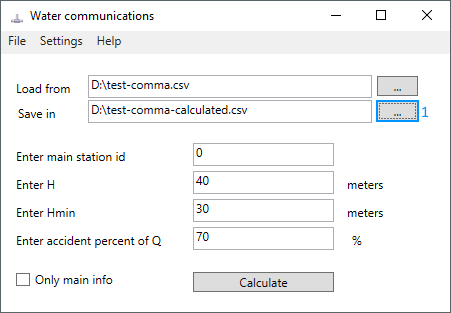 Water communications
File Settings Help
Load from D:\test-comma.csv ...
Save in D:\test-comma-calculated.csv ... 1
Enter main station id 0
Enter H 40 meters
Enter Hmin 30 meters
Enter accident percent of Q 70 %
Only main info Calculate